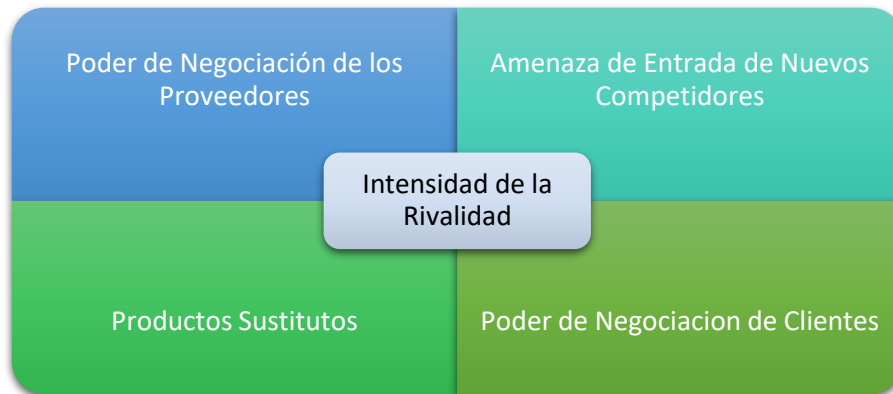 Poder de Negociación de los
Proveedores
Amenaza de Entrada de Nuevos
Competidores
Intensidad de la
Rivalidad
Productos Sustitutos
Poder de Negociacion de Clientes